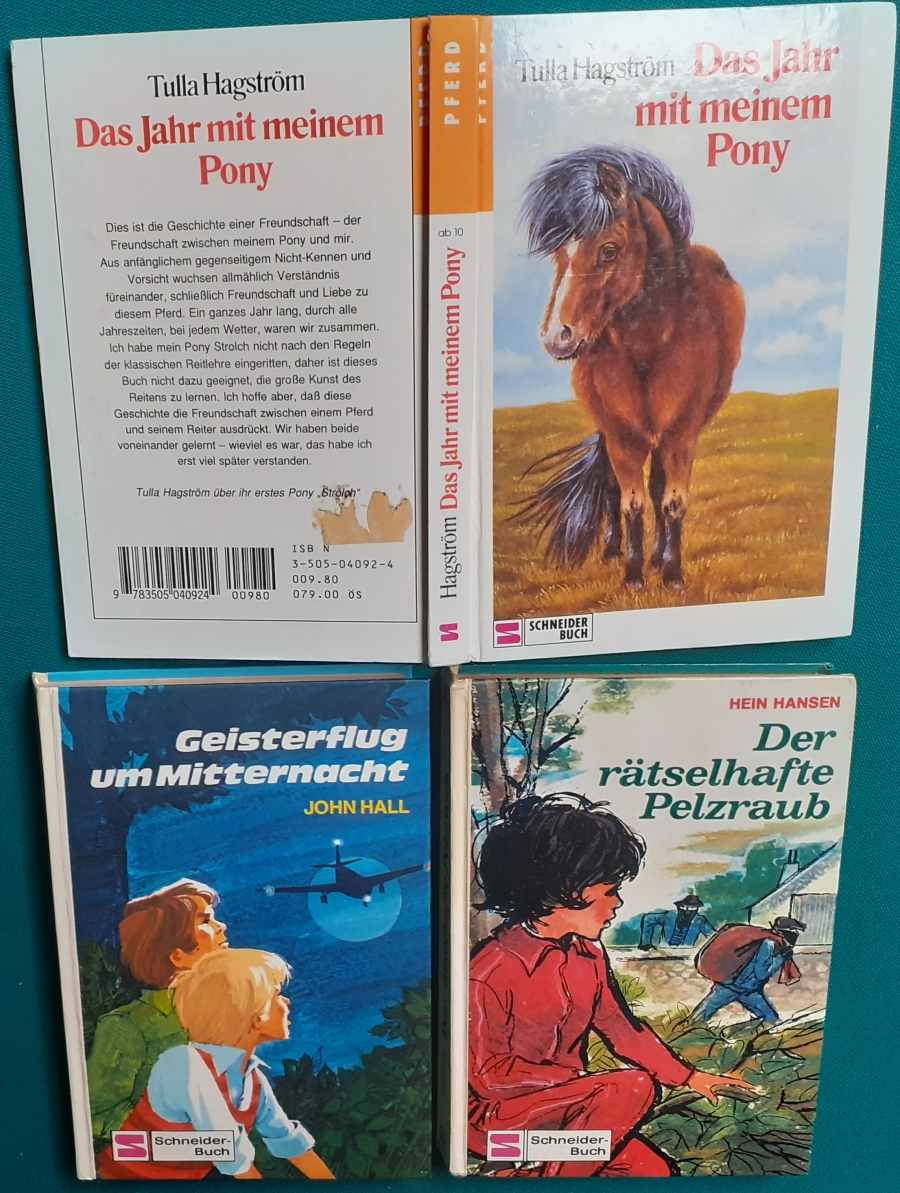 Tulla Hagström
Das Jahr mit meinem
Pony
Dies ist die Geschichte einer Freundschaft – der
Freundschaft zwischen meinem Pony und mir.
Aus anfänglichem gegenseitigem Nicht-Kennen und
Vorsicht wuchsen allmählich Verständnis
füreinander, schließlich Freundschaft und Liebe zu
diesem Pferd. Ein ganzes Jahr lang, durch alle
Jahreszeiten, bei jedem Wetter, waren wir zusammen.
Ich habe mein Pony Strolch nicht nach den Regeln
der klassischen Reitlehre eingeritten, daher ist dieses
Buch nicht dazu geeignet, die große Kunst des
Reitens zu lernen. Ich hoffe aber, daß diese
Geschichte die Freundschaft zwischen einem Pferd
und seinem Reiter ausdrückt. Wir haben beide
voneinander gelernt – wieviel es war, das habe ich
erst viel später verstanden.
Tulla Hagström über ihr erstes Pony „Strolch“
ISBN
3-505-04092-4
009.80
079.00 öS
9 783505 040924 00980
PFERD
PFERD
PFERD
ab 10
Hagström Das Jahr mit meinem Pony
Tulla Hagström Das Jahr
mit meinem
Pony
SCHNEIDER
BUCH
Geisterflug
um Mitternacht
JOHN HALL
Schneider-
Buch
HEIN HANSEN
Der
rätselhafte
Pelzraub
Schneider-
Buch